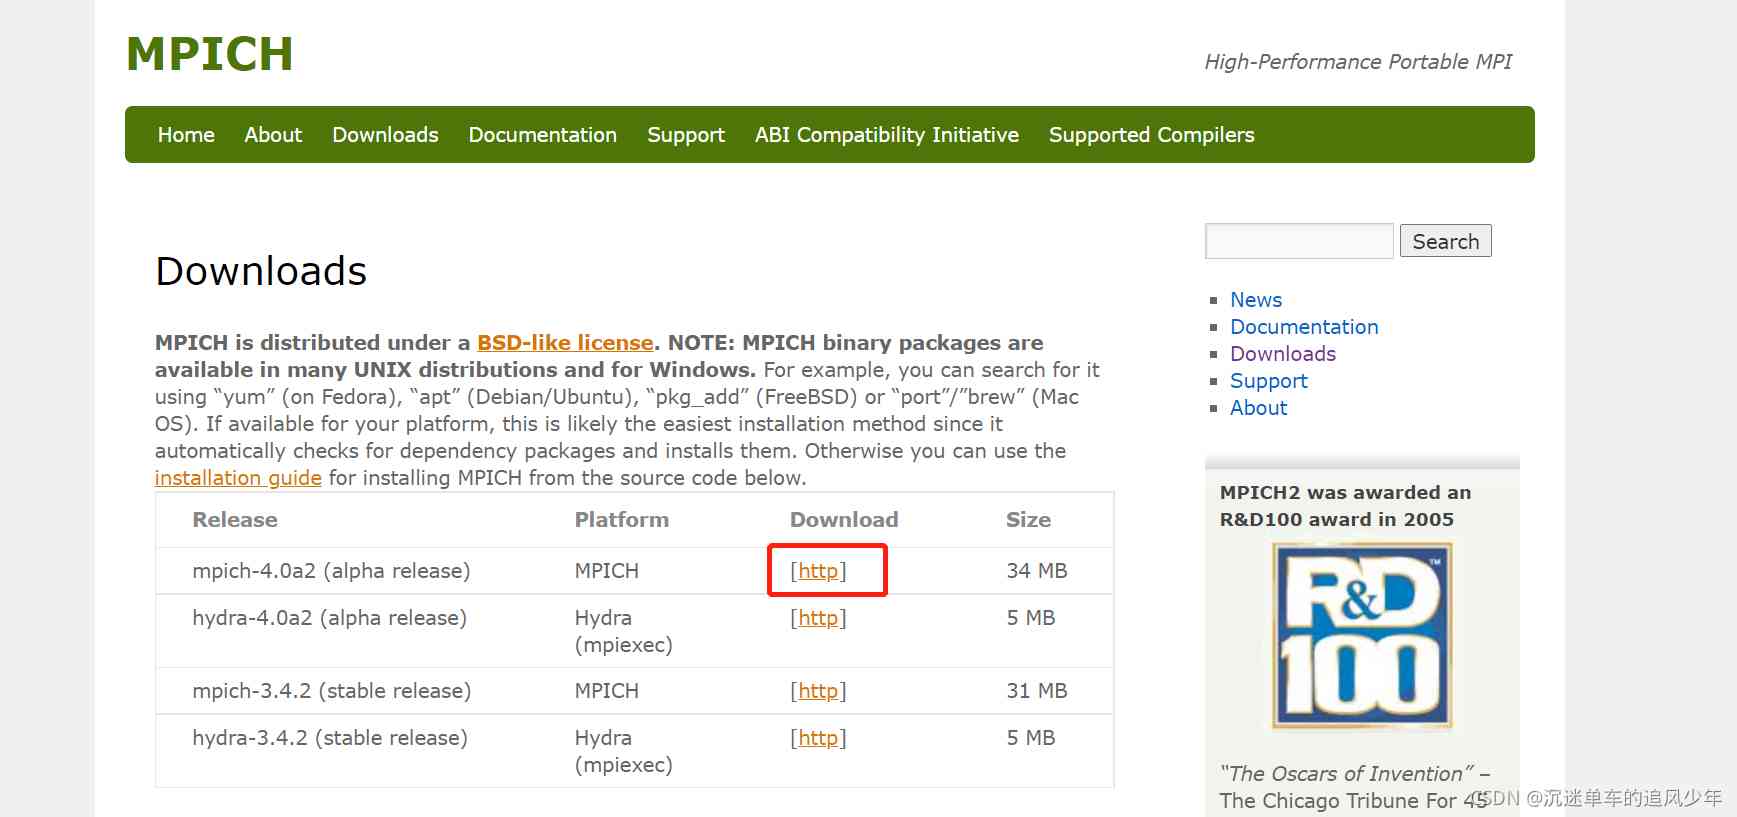 MPICH
High-Performance Portable MPI
Home About Downloads Documentation Support ABI Compatibility Initiative Supported Compilers
Search
Downloads
MPICH is distributed under a BSD-like license. NOTE: MPICH binary packages are
available in many UNIX distributions and for Windows. For example, you can search for it
using “yum” (on Fedora), “apt” (Debian/Ubuntu), “pkg_add” (FreeBSD) or “port”/”brew” (Mac
OS). If available for your platform, this is likely the easiest installation method since it
automatically checks for dependency packages and installs them. Otherwise you can use the
installation guide for installing MPICH from the source code below.
Release Platform Download Size
mpich-4.0a2 (alpha release) MPICH [http] 34 MB
hydra-4.0a2 (alpha release) Hydra [http] 5 MB
(mpiexec)
mpich-3.4.2 (stable release) MPICH [http] 31 MB
hydra-3.4.2 (stable release) Hydra [http] 5 MB
(mpiexec)
News
Documentation
Downloads
Support
About
MPICH2 was awarded an
R&D100 award in 2005
R&D™
100
“The Oscars of Invention” –
The Chicago Tribune For 45
CSDN @沉迷单车的追风少年